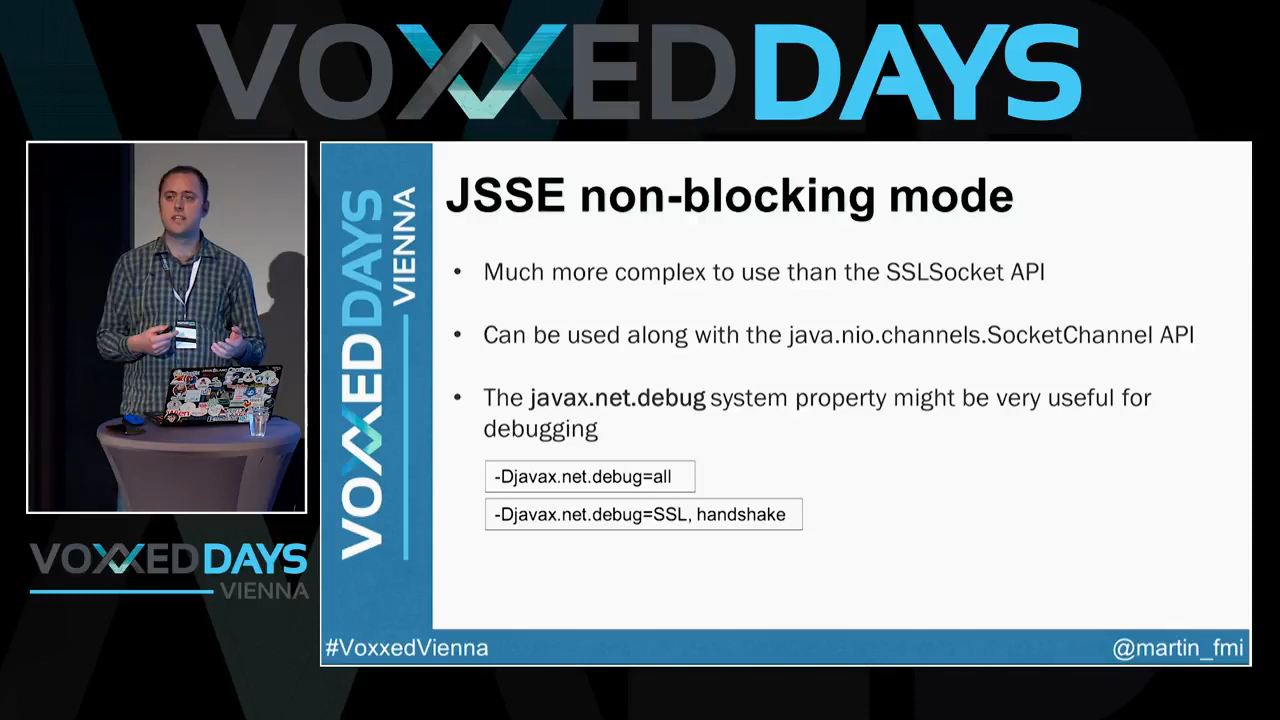 VOXXED DAYS
VOXXED DAYS
VIENNA
JSSE non-blocking mode
• Much more complex to use than the SSLSocket API
• Can be used along with the java.nio.channels.SocketChannel API
• The javax.net.debug system property might be very useful for
debugging
-Djavax.net.debug=all
-Djavax.net.debug=SSL, handshake
VOXXED DAYS
VIENNA
#VoxxedVienna
@martin_fmi